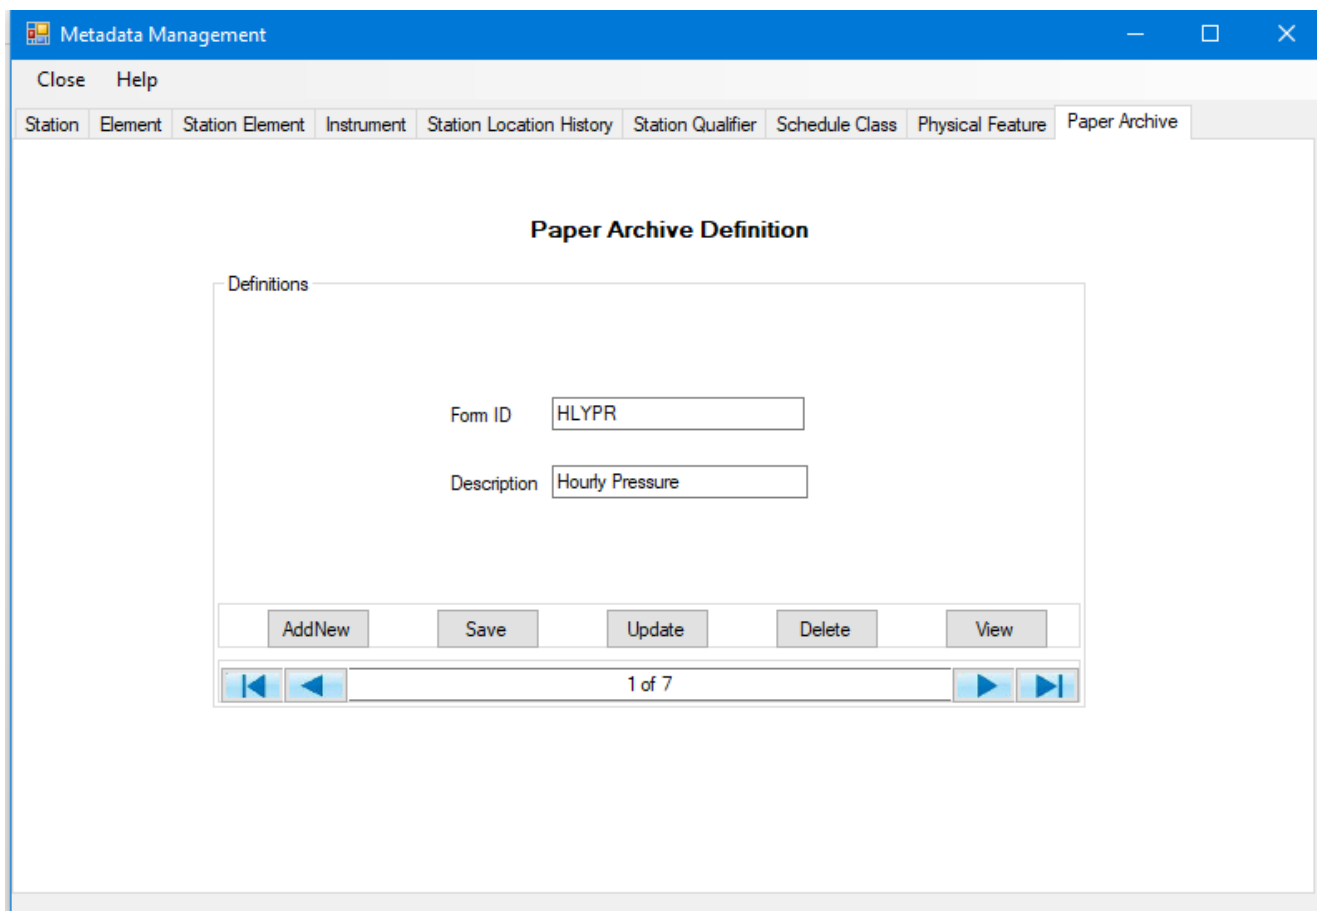 Metadata Management
Close Help
Station Element Station Element Instrument Station Location History Station Qualifier Schedule Class Physical Feature Paper Archive
Paper Archive Definition
Definitions
Form ID HLYPR
Description Hourly Pressure
AddNew Save Update Delete View
1 of 7